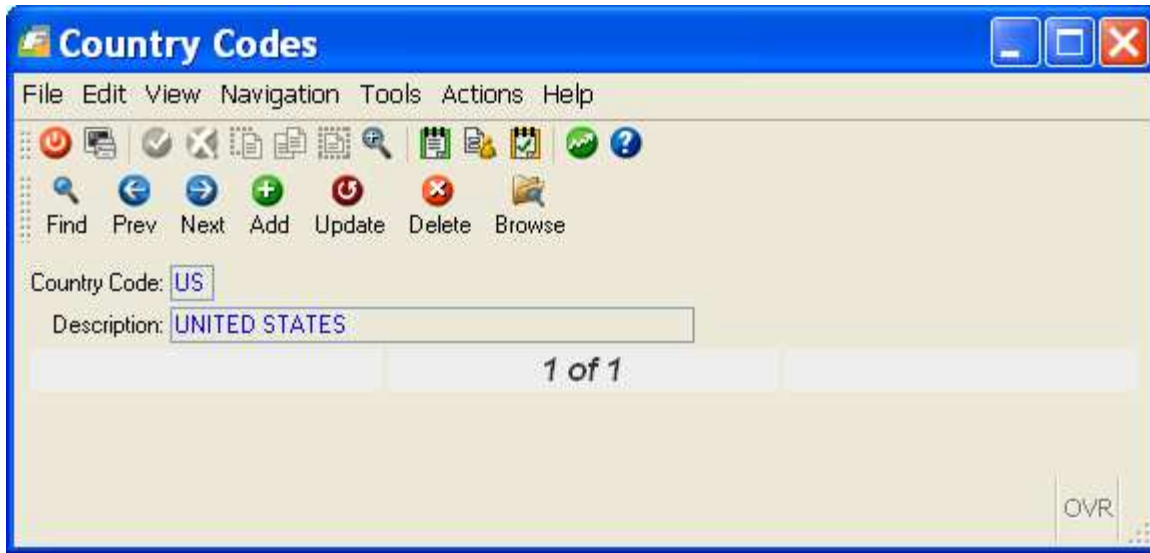 Country Codes
File Edit View Navigation Tools Actions Help
Find Prev Next Add Update Delete Browse
Country Code: US
Description: UNITED STATES
1 of 1
OVR